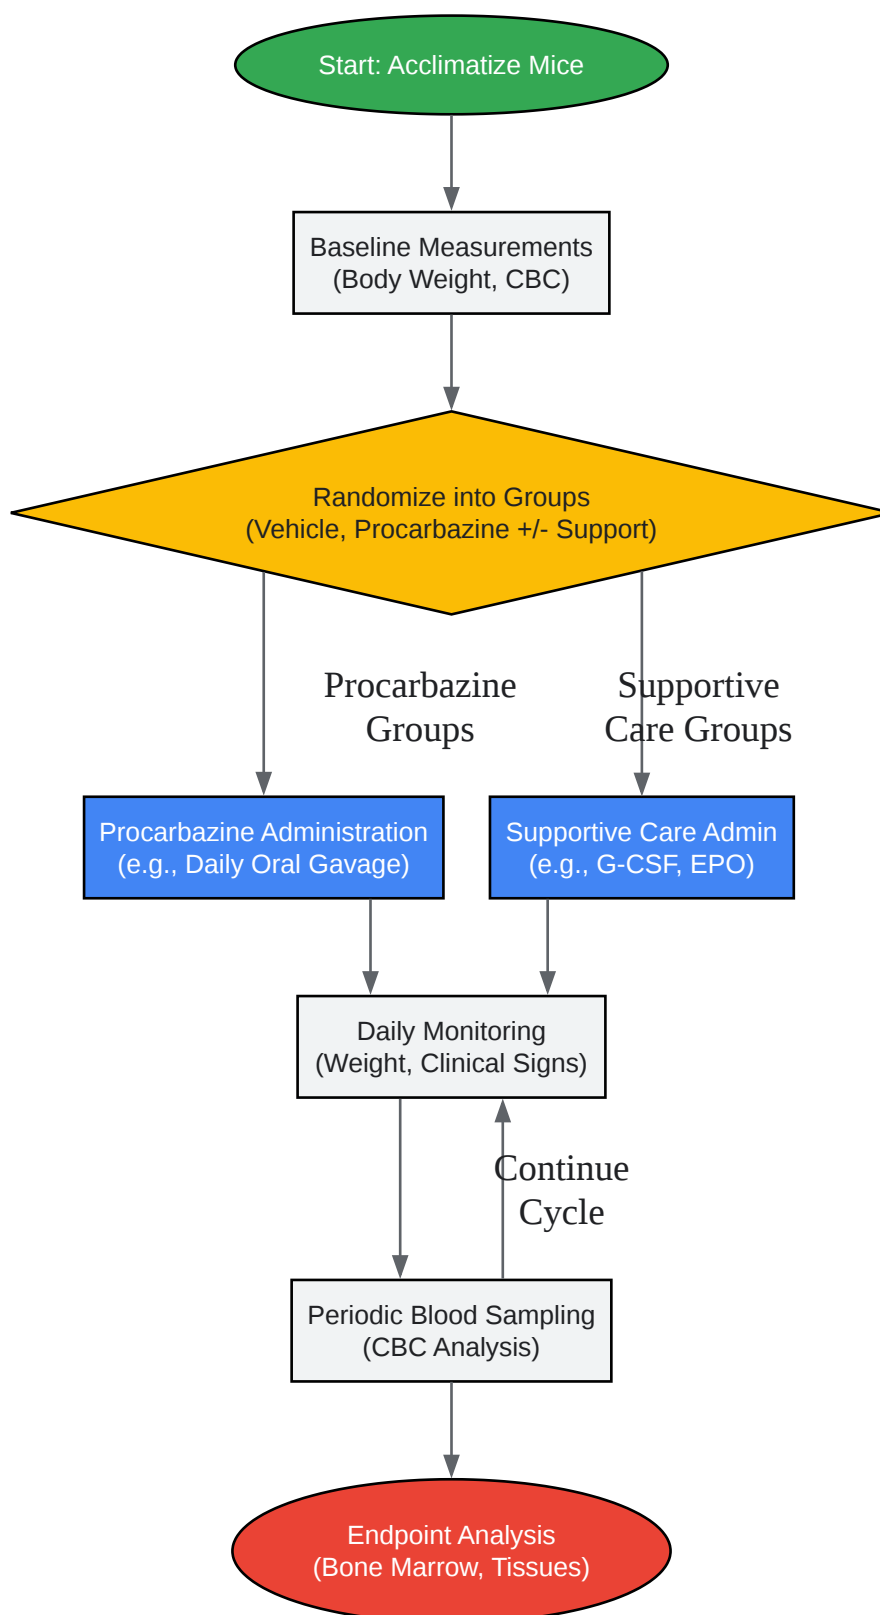 Start: Acclimatize Mice
Baseline Measurements
(Body Weight, CBC)
Randomize into Groups
(Vehicle, Procarbazine +/- Support)
Procarbazine
Groups
Supportive
Care Groups
Procarbazine Administration
(e.g., Daily Oral Gavage)
Supportive Care Admin
(e.g., G-CSF, EPO)
Daily Monitoring
(Weight, Clinical Signs)
Continue
Cycle
Periodic Blood Sampling
(CBC Analysis)
Endpoint Analysis
(Bone Marrow, Tissues)